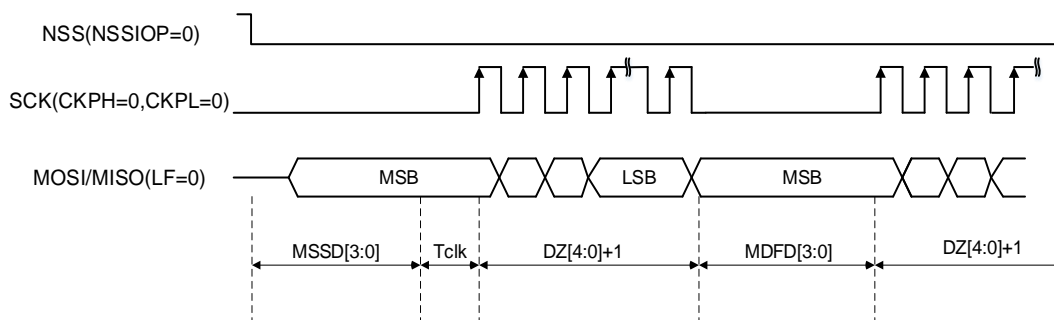 NSS(NSSIOP=0)
SCK(CKPH=0,CKPL=0)
MOSI/MISO(LF=0)
MSB
LSB
MSB
MSSD[3:0]
Tclk
DZ[4:0]+1
MDFD[3:0]
DZ[4:0]+1